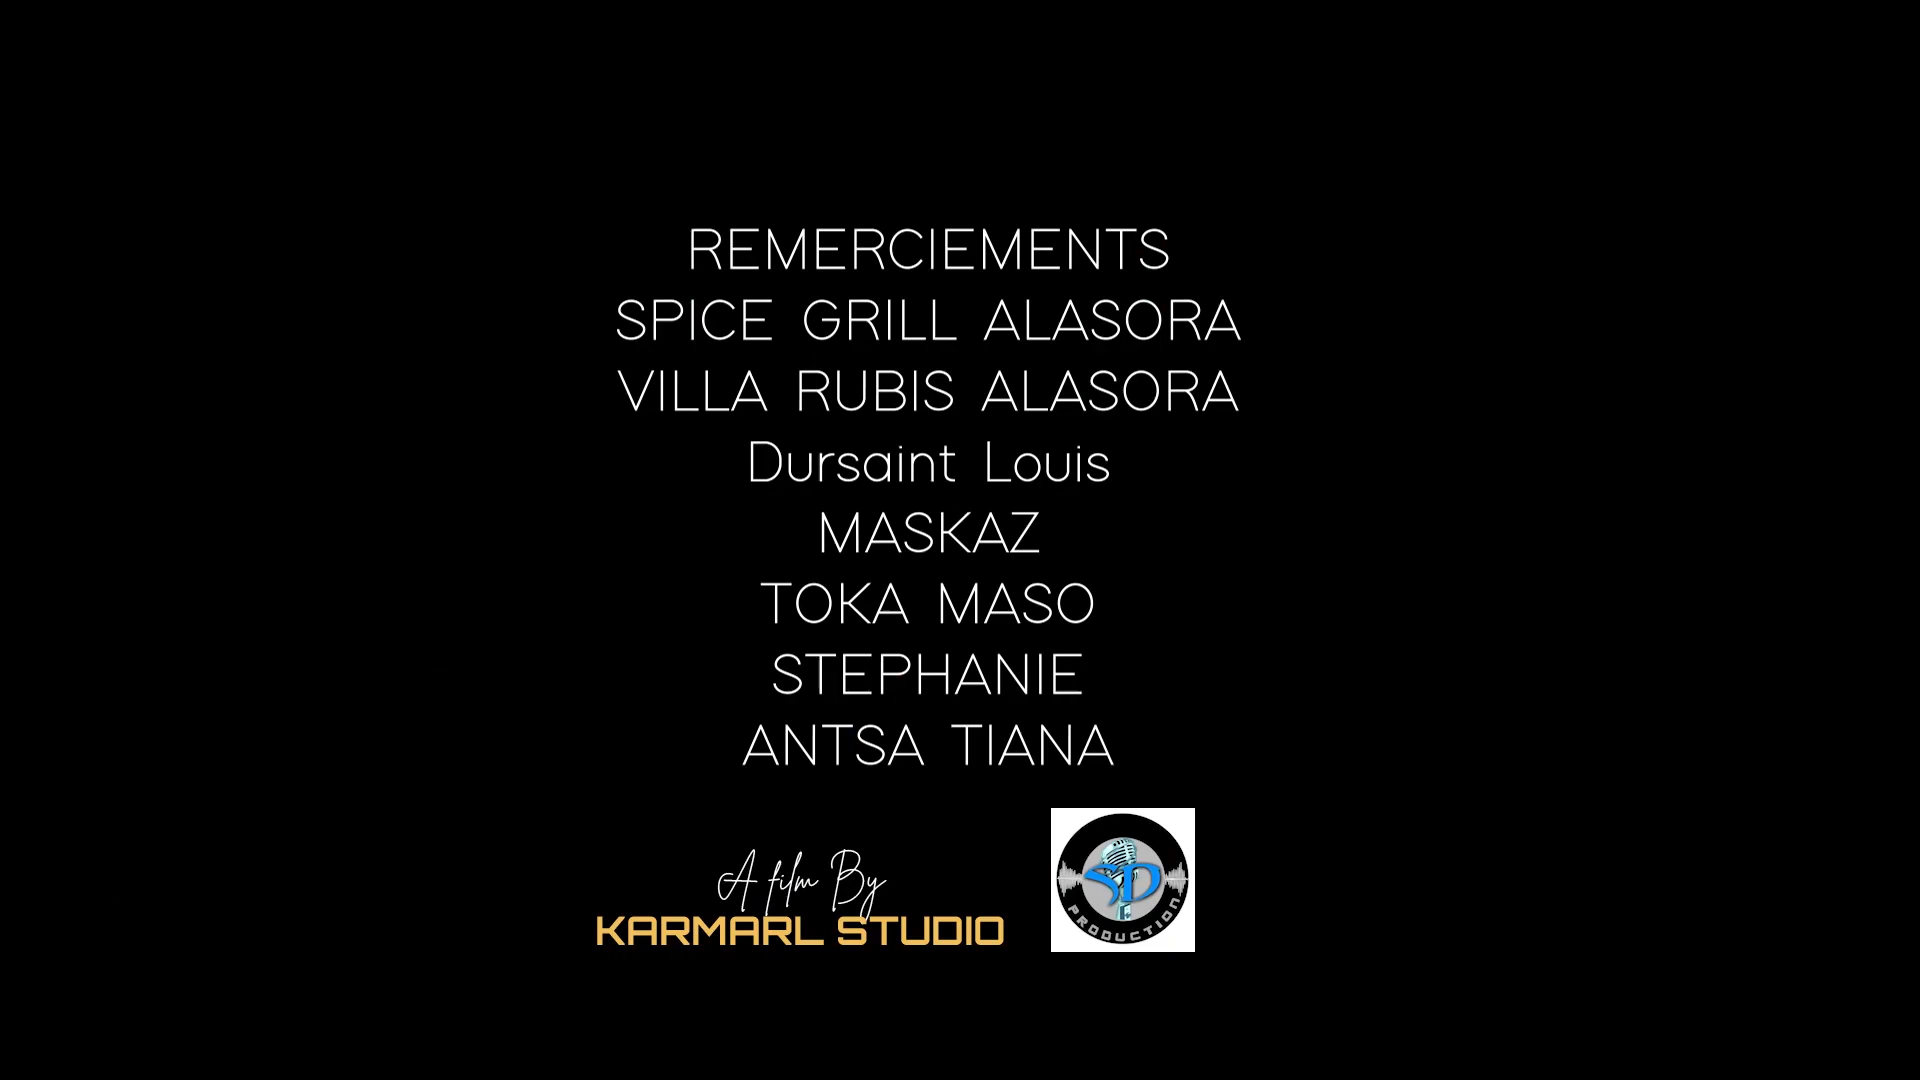 REMERCIEMENTS
SPICE GRILL ALASORA
VILLA RUBIS ALASORA
Dursaint Louis
MASKAZ
TOKA MASO
STEPHANIE
ANTSA TIANA
A film By
KARMARL STUDIO
SD
PRODUCTION